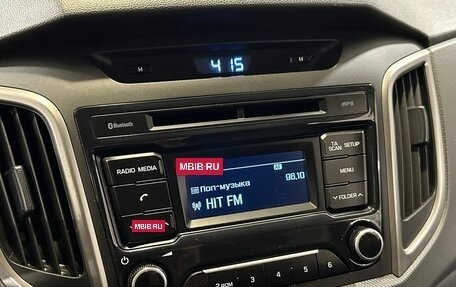 4:15
H
M
Bluetooth
MP3
RADIO MEDIA
MBIB.RU
TA
SCAN
SETUP
Поп-музыка
98.10
MENU
HIT FM
FOLDER
MBIB.RU
2 RDM
3
4
5
6